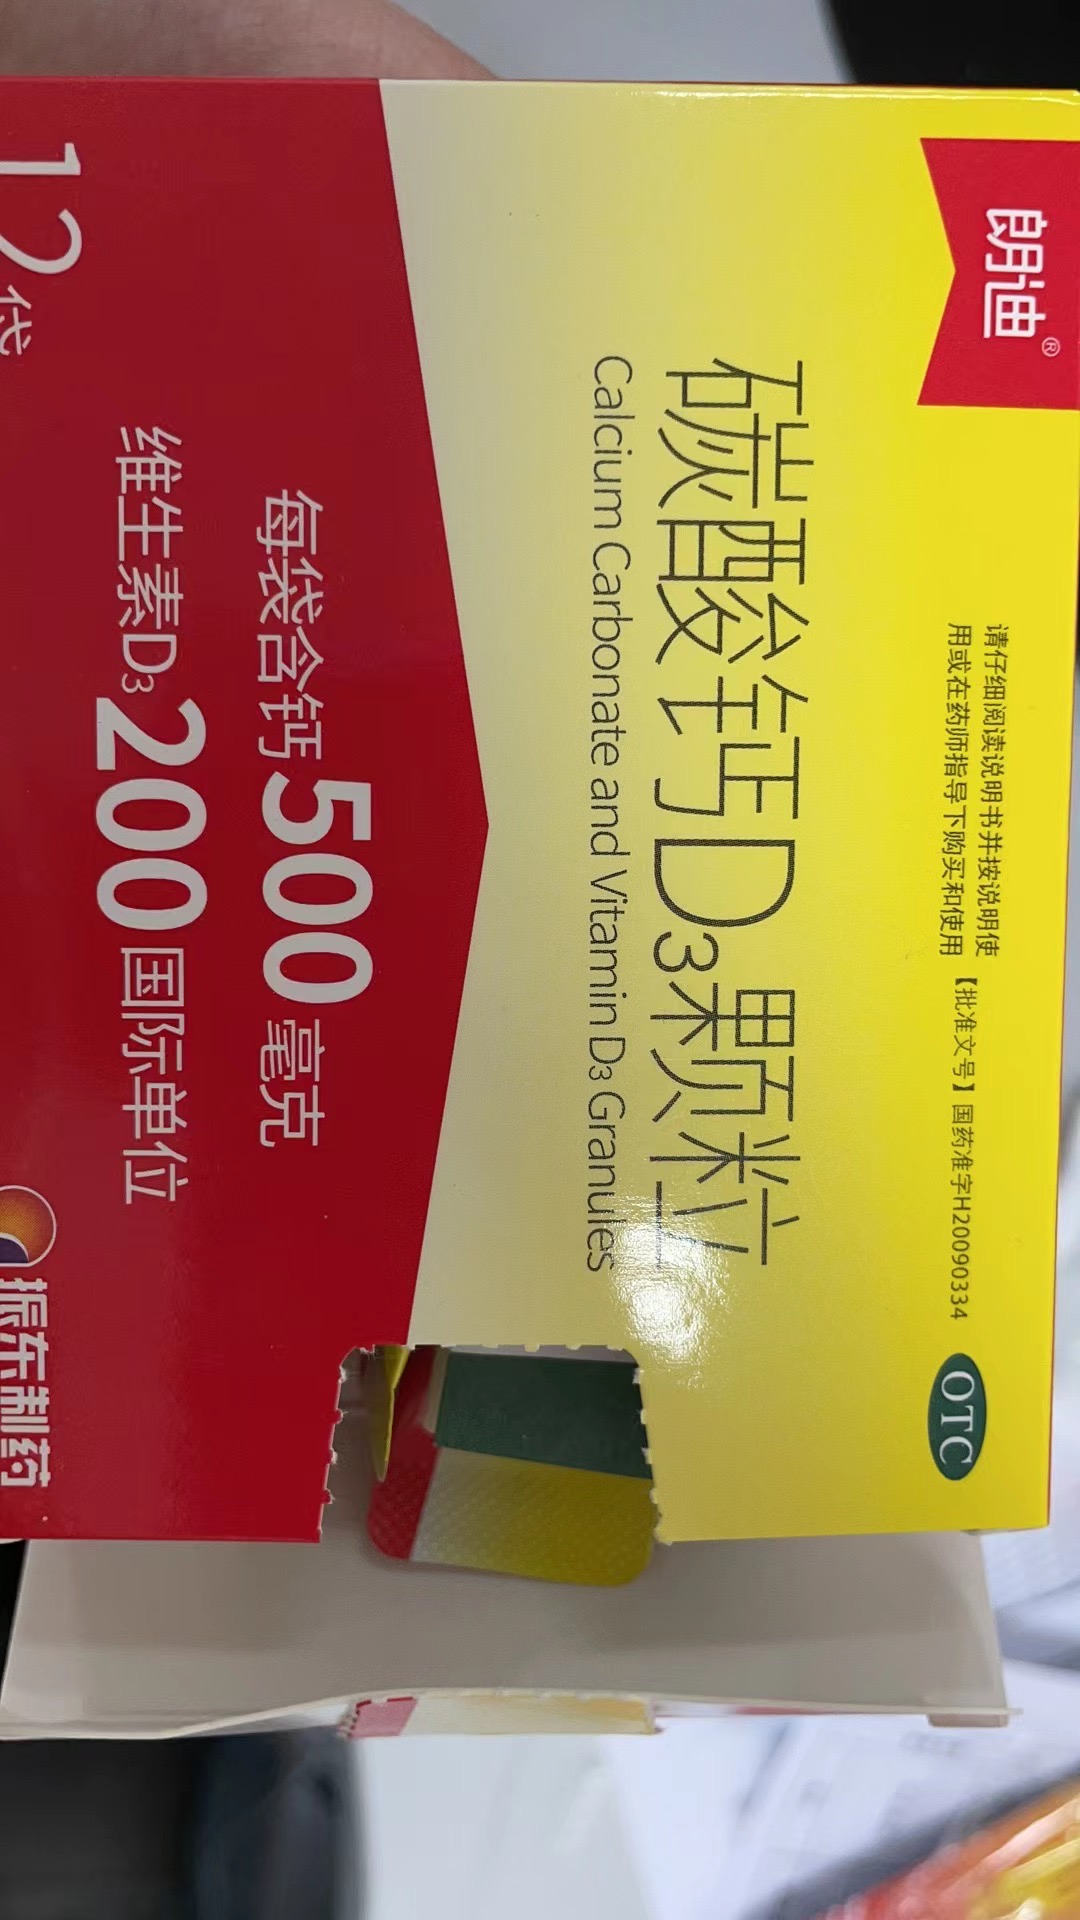 朗迪®
请仔细阅读说明书并按说明使
用或在药师指导下购买和使用
【批准文号】国药准字H20090334
OTC
碳酸钙D3颗粒
Calcium Carbonate and Vitamin D3 Granules
每袋含钙500毫克
维生素D3200国际单位
12袋
振东制药